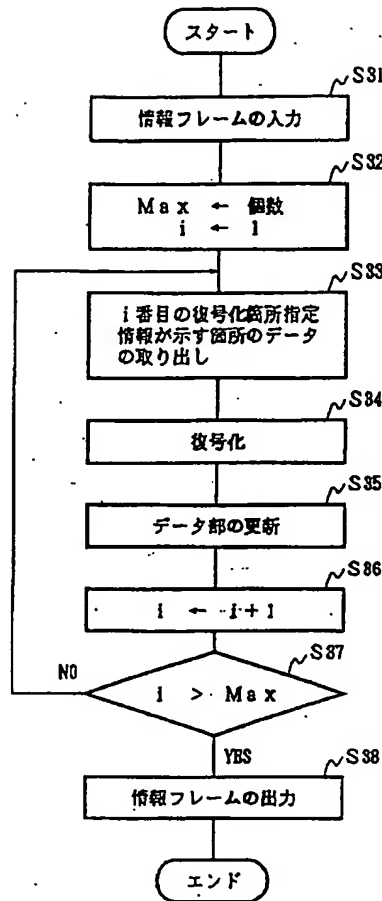 スタート
S31
情報フレームの入力
S32
Max ← 個数
i ← 1
S33
i番目の復号化箇所指定
情報が示す箇所のデータ
の取り出し
S34
復号化
S35
データ部の更新
S36
i ← i+1
S37
NO
i > Max
YES
S38
情報フレームの出力
エンド